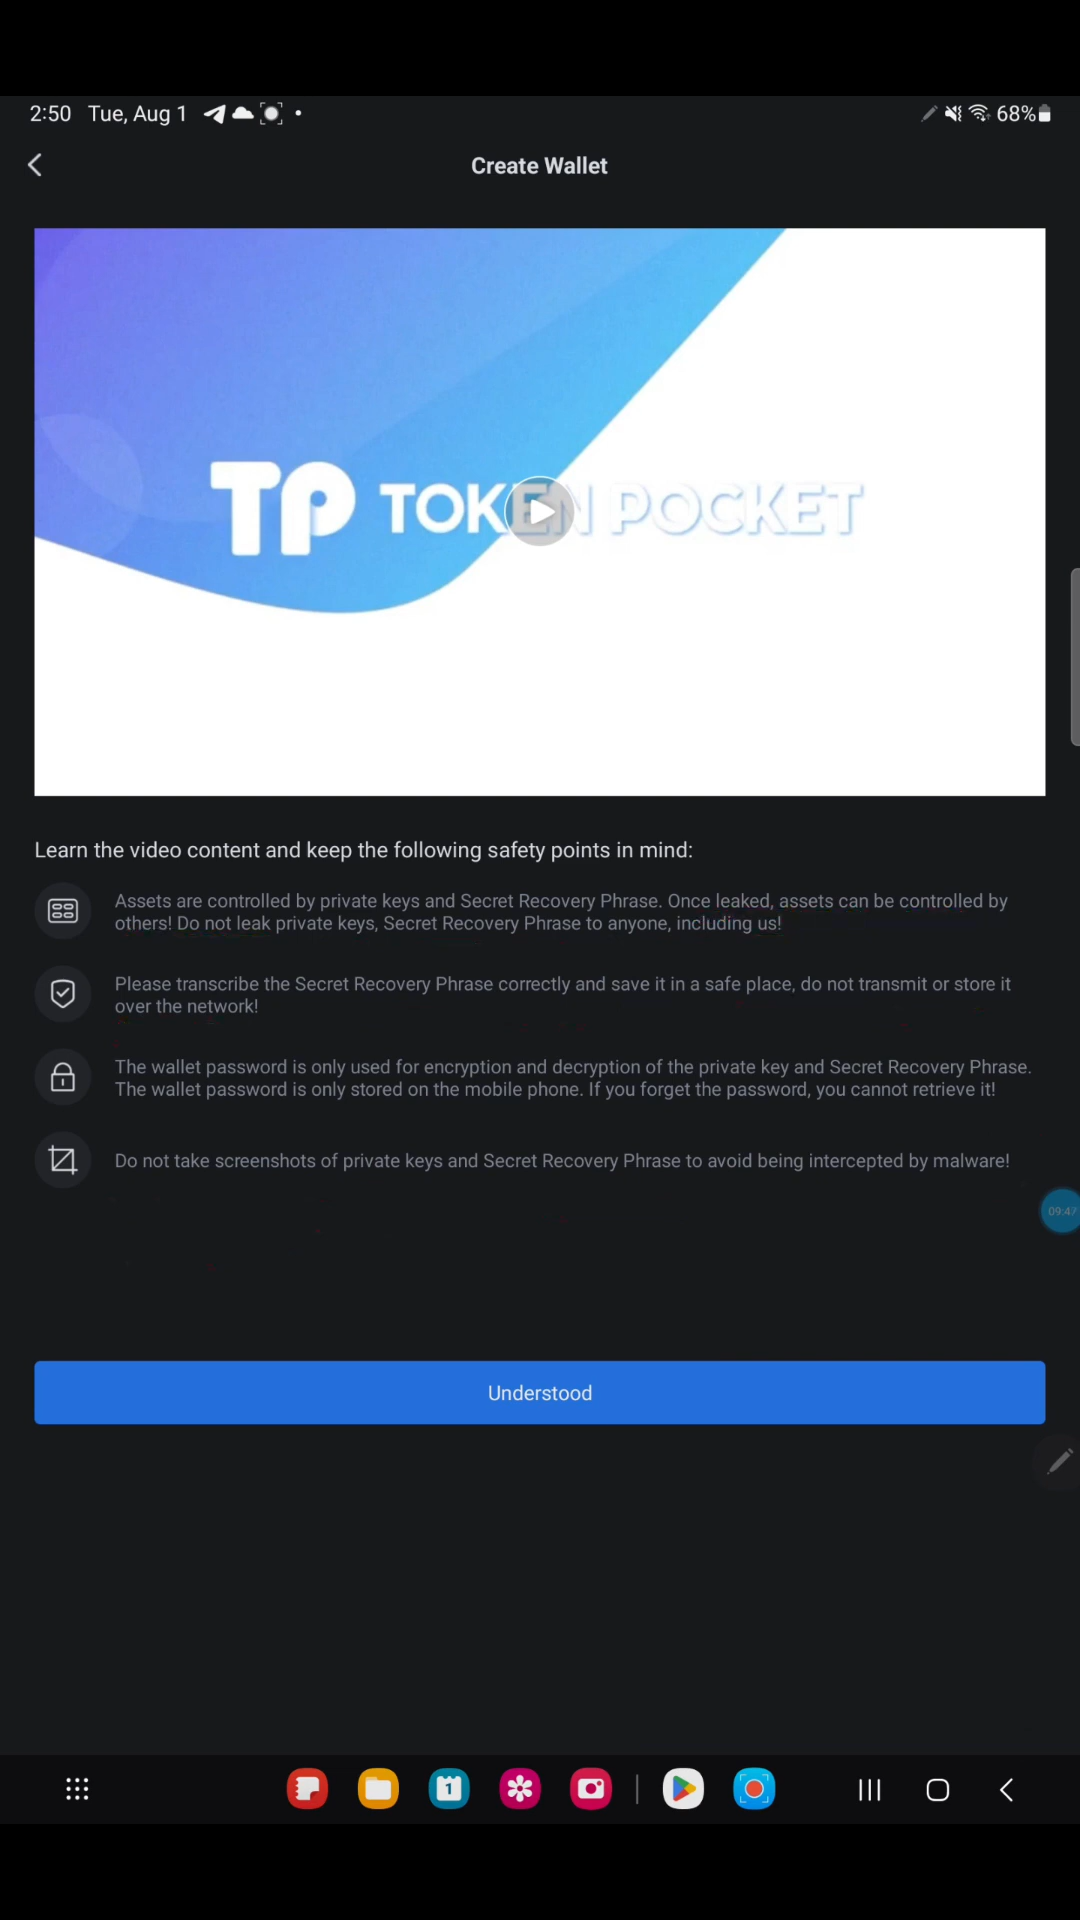 2:50 Tue, Aug 1
68%
Create Wallet
TP TOKEN POCKET
Learn the video content and keep the following safety points in mind:
Assets are controlled by private keys and Secret Recovery Phrase. Once leaked, assets can be controlled by
others! Do not leak private keys, Secret Recovery Phrase to anyone, including us!
Please transcribe the Secret Recovery Phrase correctly and save it in a safe place, do not transmit or store it
over the network!
The wallet password is only used for encryption and decryption of the private key and Secret Recovery Phrase.
The wallet password is only stored on the mobile phone. If you forget the password, you cannot retrieve it!
Do not take screenshots of private keys and Secret Recovery Phrase to avoid being intercepted by malware!
09:47
Understood
1